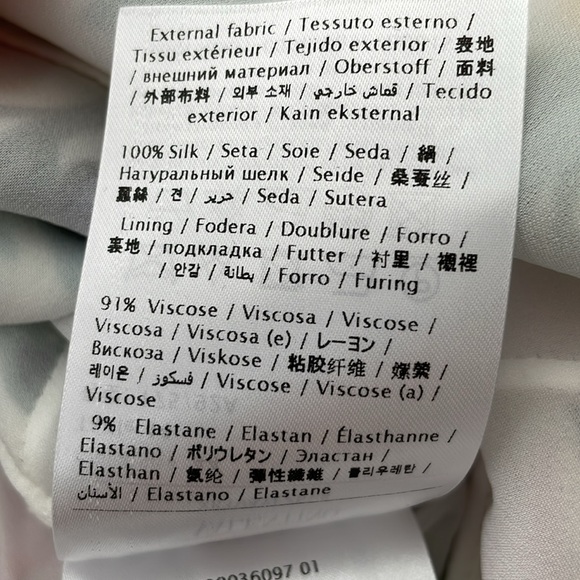 External fabric / Tessuto esterno /
Tissu extérieur / Tejido exterior / 表地
/ внешний материал / Oberstoff / 面料
/ 外部布料 / 외부 소재 / قماش خارجي / Tecido
exterior / Kain eksternal
100% Silk / Seta / Soie / Seda / 絹 /
Натуральный шелк / Seide / 桑蚕丝 /
蠶絲 / 견 / حرير / Seda / Sutera
Lining / Fodera / Doublure / Forro /
裏地 / подкладка / Futter / 衬里 / 襯裡
/ 안감 / بطانة / Forro / Furing
91% Viscose / Viscosa / Viscose /
Viscosa / Viscosa (e) / レーヨン /
Вискоза / Viskose / 粘胶纤维 / 嫘縈 /
레이온 / فسكوز / Viscose / Viscose (a) /
Viscose
9% Elastane / Elastan / Élasthanne /
Elastano / ポリウレタン / Эластан /
Elasthan / 氨纶 / 彈性纖維 / 폴리우레탄 /
الأستان / Elastano / Elastane
036097 01